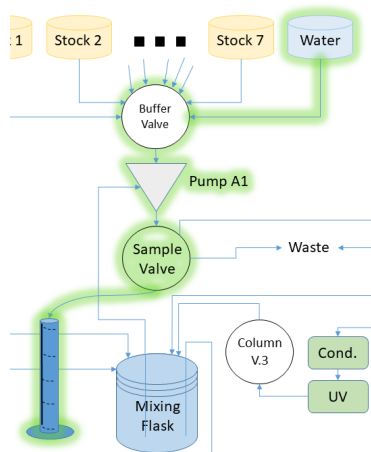 1
Stock 2
Stock 7
Water
Buffer
Valve
Pump A1
Sample
Valve
Waste
Column
V.3
Cond.
UV
Mixing
Flask